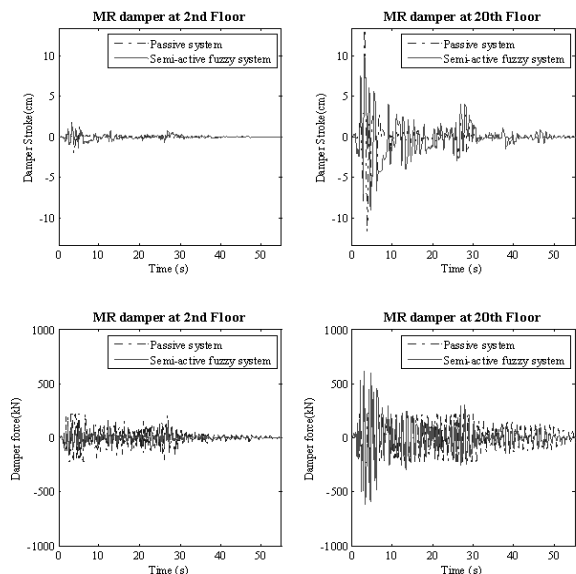 MR damper at 2nd Floor
Passive system
Semi-active fuzzy system
10
5
0
-5
-10
Damper Stroke(cm)
0 10 20 30 40 50
Time (s)
MR damper at 20th Floor
Passive system
Semi-active fuzzy system
10
5
0
-5
-10
Damper Stroke(cm)
0 10 20 30 40 50
Time (s)
MR damper at 2nd Floor
Passive system
Semi-active fuzzy system
1000
500
0
-500
-1000
Damper force(kN)
0 10 20 30 40 50
Time (s)
MR damper at 20th Floor
Passive system
Semi-active fuzzy system
1000
500
0
-500
-1000
Damper force(kN)
0 10 20 30 40 50
Time (s)